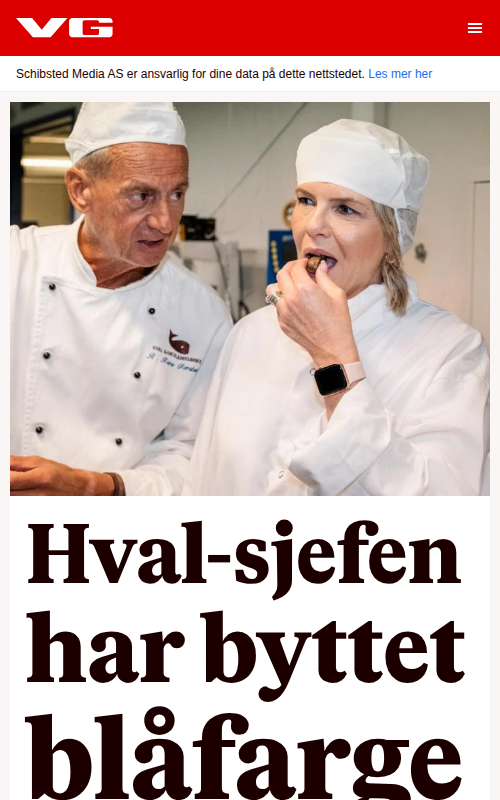 VG
Schibsted Media AS er ansvarlig for dine data på dette nettstedet. Les mer her
Hval-sjefen
har byttet
blåfarge